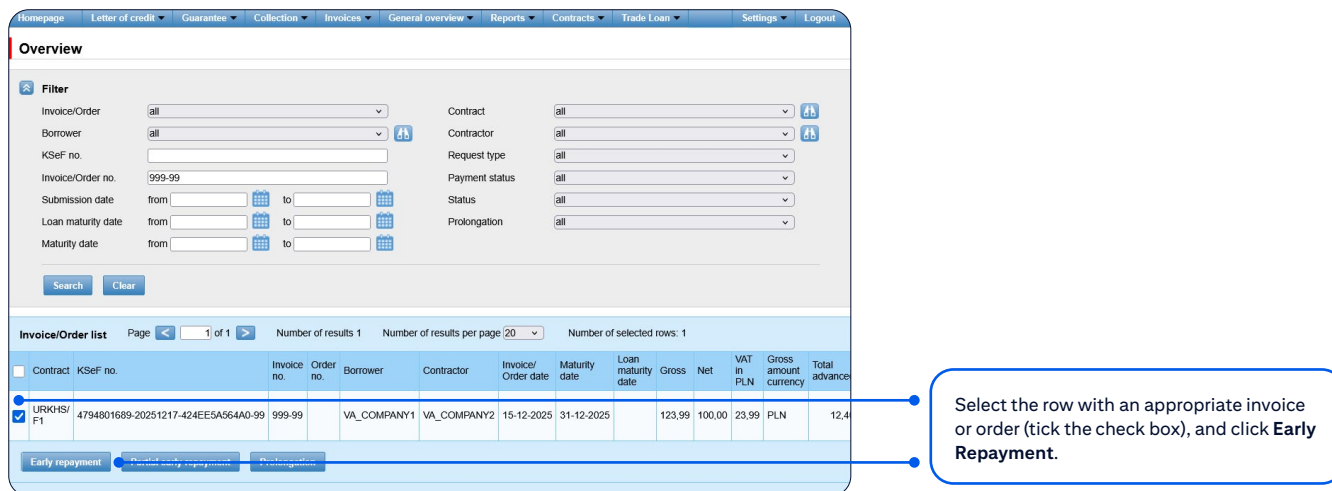 Homepage Letter of credit Guarantee Collection Invoices General overview Reports Contracts Trade Loan Settings Logout
Overview
Filter
Invoice/Order all Contract all
Borrower all Contractor all
KSeF no. Request type all
Invoice/Order no. 999-99 Payment status all
Submission date from to Status all
Loan maturity date from to Prolongation all
Maturity date from to
Search Clear
Invoice/Order list Page < 1 of 1 > Number of results 1 Number of results per page 20 Number of selected rows: 1
Contract KSeF no. Invoice no. Order no. Borrower Contractor Invoice/ Order date Maturity date Loan maturity date Gross Net VAT in PLN Gross amount currency Total
URKHS/ F1 4794801689-20251217-424EE5A564A0-99 999-99 VA_COMPANY1 VA_COMPANY2 15-12-2025 31-12-2025 123,99 100,00 23,99 PLN 12,4
Early repayment Partial early repayment Prolongation
Select the row with an appropriate invoice
or order (tick the check box), and click Early
Repayment.